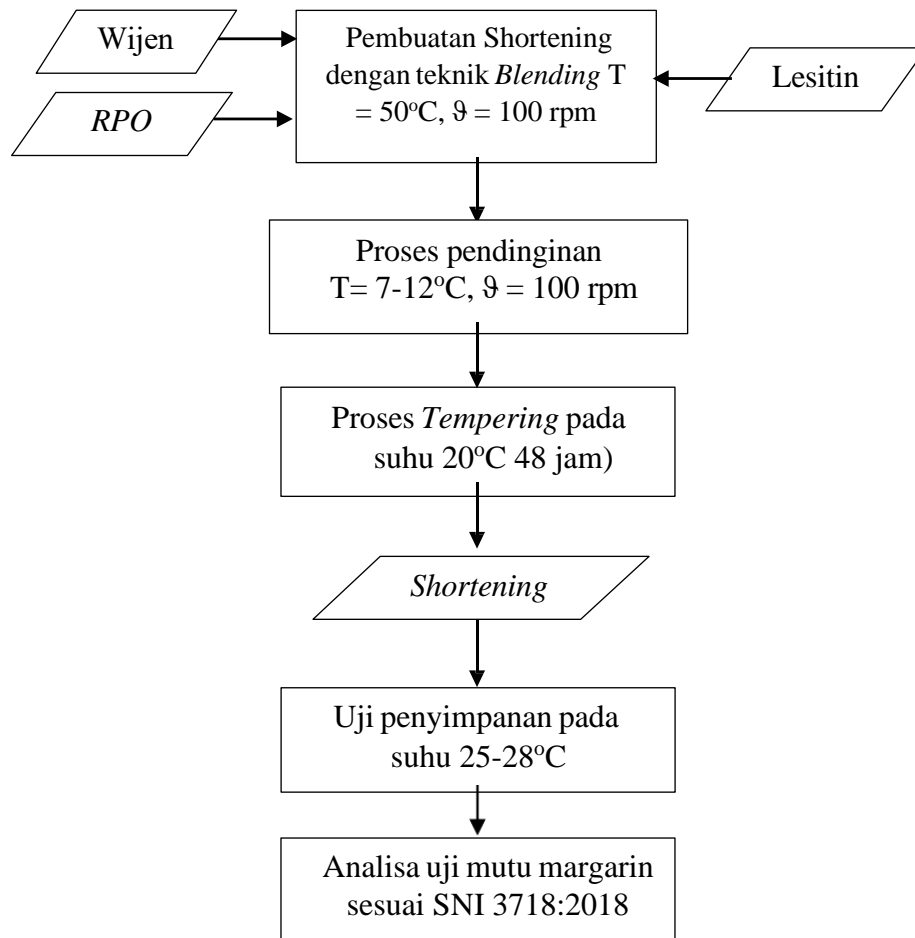 Wijen
RPO
Pembuatan Shortening
dengan teknik Blending T
= 50°C, ϑ = 100 rpm
Lesitin
Proses pendinginan
T= 7-12°C, ϑ = 100 rpm
Proses Tempering pada
suhu 20°C 48 jam)
Shortening
Uji penyimpanan pada
suhu 25-28°C
Analisa uji mutu margarin
sesuai SNI 3718:2018